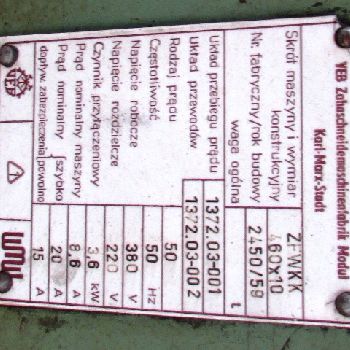 VEB Zahnschneidemaschinenfabrik Modul
Karl-Marx-Stadt
Skrót maszyny i wymiar konstrukcyjny ZFWKK 460x10
Nr. fabryczny/rok budowy 2450/59
waga ogólna t
Układ przebiegu prądu 1372.03-001
Układ przewodów 1372.03-002
Rodzaj prądu
Częstotliwość 50 Hz
Napięcie robocze 380 V
Napięcie rozdzielcze 220 V
Czynnik przyłączeniowy 3,6 kW
Prąd nominalny maszyny 8,6 A
Prąd nominalny szybko 20 A
dopływ. zabezpieczenia powolno 15 A
WMW